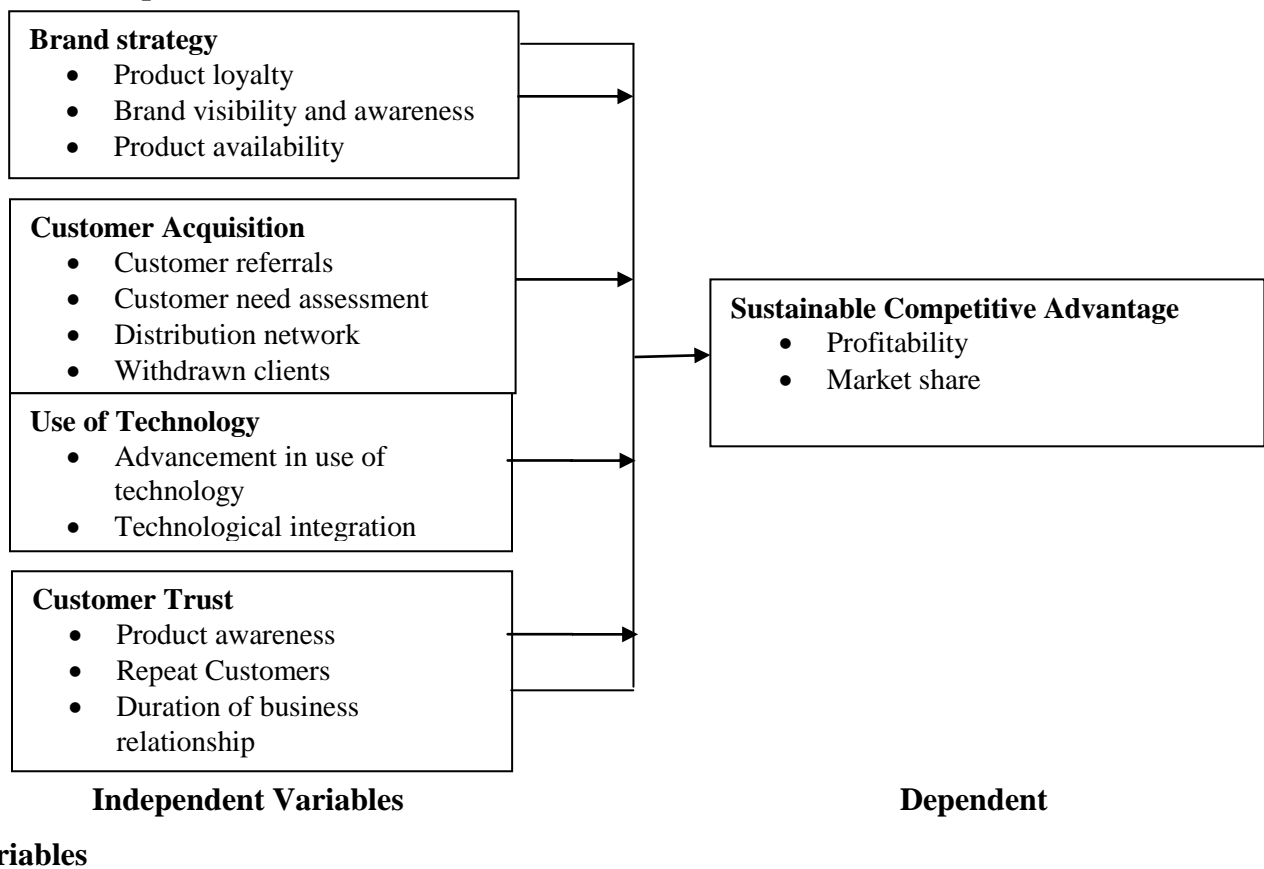 Brand strategy
• Product loyalty
• Brand visibility and awareness
• Product availability
Customer Acquisition
• Customer referrals
• Customer need assessment
• Distribution network
• Withdrawn clients
Use of Technology
• Advancement in use of
technology
• Technological integration
Customer Trust
• Product awareness
• Repeat Customers
• Duration of business
relationship
Sustainable Competitive Advantage
• Profitability
• Market share
Independent Variables
Dependent
riables